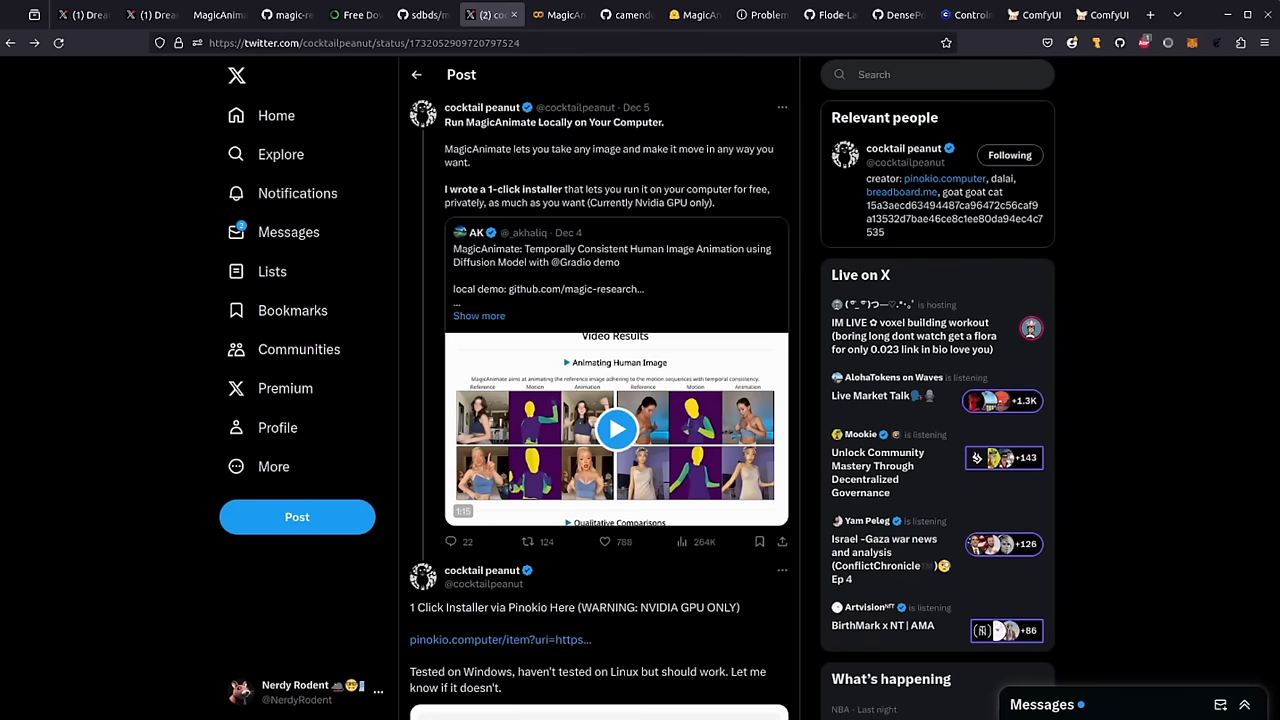 (1) Drea
(1) Drea
MagicAnima
magic-re
Free Dov
sdbds/m
(2) co
MagicAn
camendu
MagicAn
Problem
Flode-La
DensePo
Controln
ComfyUI
ComfyUI
https://twitter.com/cocktailpeanut/status/1732052909720797524
Home
Explore
Notifications
2
Messages
Lists
Bookmarks
Communities
Premium
Profile
More
Post
Nerdy Rodent
@NerdyRodent
Post
cocktail peanut @cocktailpeanut · Dec 5
Run MagicAnimate Locally on Your Computer.
MagicAnimate lets you take any image and make it move in any way you
want.
I wrote a 1-click installer that lets you run it on your computer for free,
privately, as much as you want (Currently Nvidia GPU only).
AK @_akhaliq · Dec 4
MagicAnimate: Temporally Consistent Human Image Animation using
Diffusion Model with @Gradio demo
local demo: github.com/magic-research...
...
Show more
Video Results
Animating Human Image
MagicAnimate aims at animating the reference image adhering to the motion sequences with temporal consistency.
Reference Motion Animation Reference Motion Animation
1:15
Qualitative Comparisons
22 124 788 264K
cocktail peanut
@cocktailpeanut
1 Click Installer via Pinokio Here (WARNING: NVIDIA GPU ONLY)
pinokio.computer/item?uri=https...
Tested on Windows, haven't tested on Linux but should work. Let me
know if it doesn't.
Search
Relevant people
cocktail peanut
@cocktailpeanut
Following
creator: pinokio.computer, dalai,
breadboard.me, goat goat cat
15a3aecd63494487ca96472c56caf9
a13532d7bae46ce8c1ee80da94ec4c7
535
Live on X
is hosting
IM LIVE ✿ voxel building workout
(boring long dont watch get a flora
for only 0.023 link in bio love you)
AlohaTokens on Waves is listening
Live Market Talk
+1.3K
Mookie is listening
Unlock Community
Mastery Through
Decentralized
Governance
+143
Yam Peleg is listening
Israel -Gaza war news
and analysis
(ConflictChronicle
Ep 4
+126
Artvisionᴺᶠᵀ is listening
BirthMark x NT | AMA
+86
What's happening
NBA · Last night
Messages